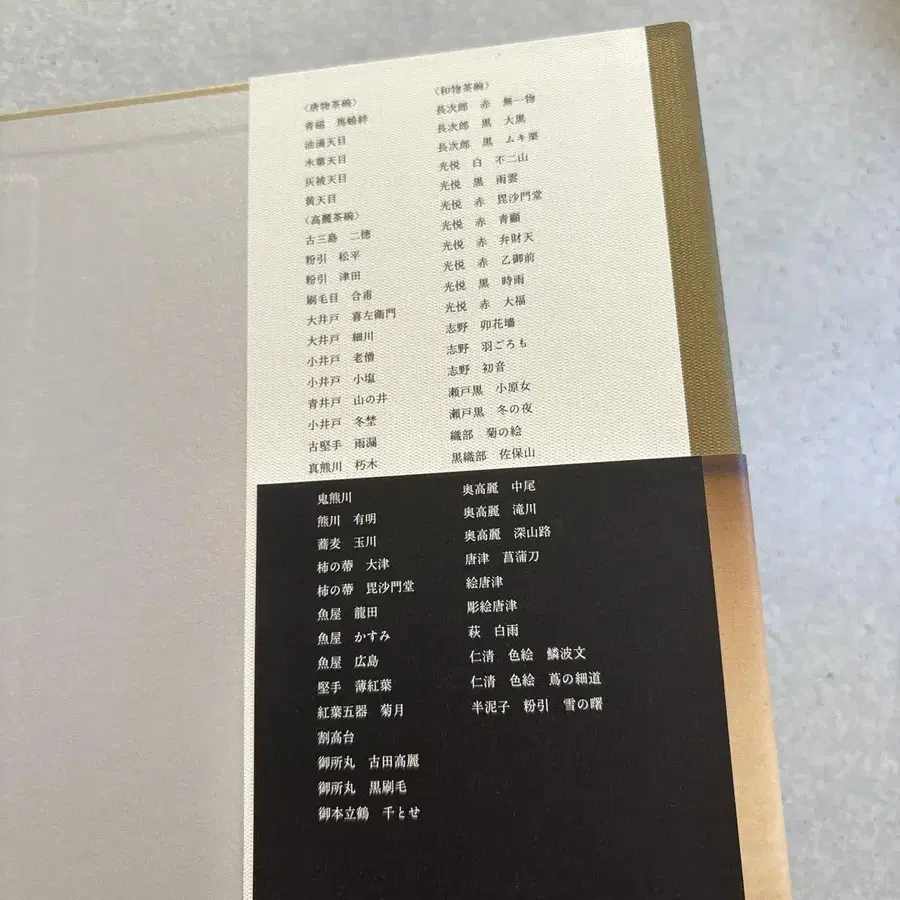 〈唐物茶碗〉
青磁 馬蝗絆
油滴天目
木葉天目
灰被天目
黄天目
〈高麗茶碗〉
古三島 二徳
粉引 松平
粉引 津田
刷毛目 合甫
大井戸 喜左衛門
大井戸 細川
小井戸 老僧
小井戸 小塩
青井戸 山の井
小井戸 冬埜
古堅手 雨漏
真熊川 朽木
鬼熊川
熊川 有明
蕎麦 玉川
柿の蔕 大津
柿の蔕 毘沙門堂
魚屋 龍田
魚屋 かすみ
魚屋 広島
堅手 薄紅葉
紅葉五器 菊月
割高台
御所丸 古田高麗
御所丸 黒刷毛
御本立鶴 千とせ
〈和物茶碗〉
長次郎 赤 無一物
長次郎 黒 大黒
長次郎 黒 ムキ栗
光悦 白 不二山
光悦 黒 雨雲
光悦 赤 毘沙門堂
光悦 赤 青顪
光悦 赤 弁財天
光悦 赤 乙御前
光悦 黒 時雨
光悦 赤 大福
志野 卯花墻
志野 羽ごろも
志野 初音
瀬戸黒 小原女
瀬戸黒 冬の夜
織部 菊の絵
黒織部 佐保山
奥高麗 中尾
奥高麗 滝川
奥高麗 深山路
唐津 菖蒲刀
絵唐津
彫絵唐津
萩 白雨
仁清 色絵 鱗波文
仁清 色絵 蔦の細道
半泥子 粉引 雪の曙